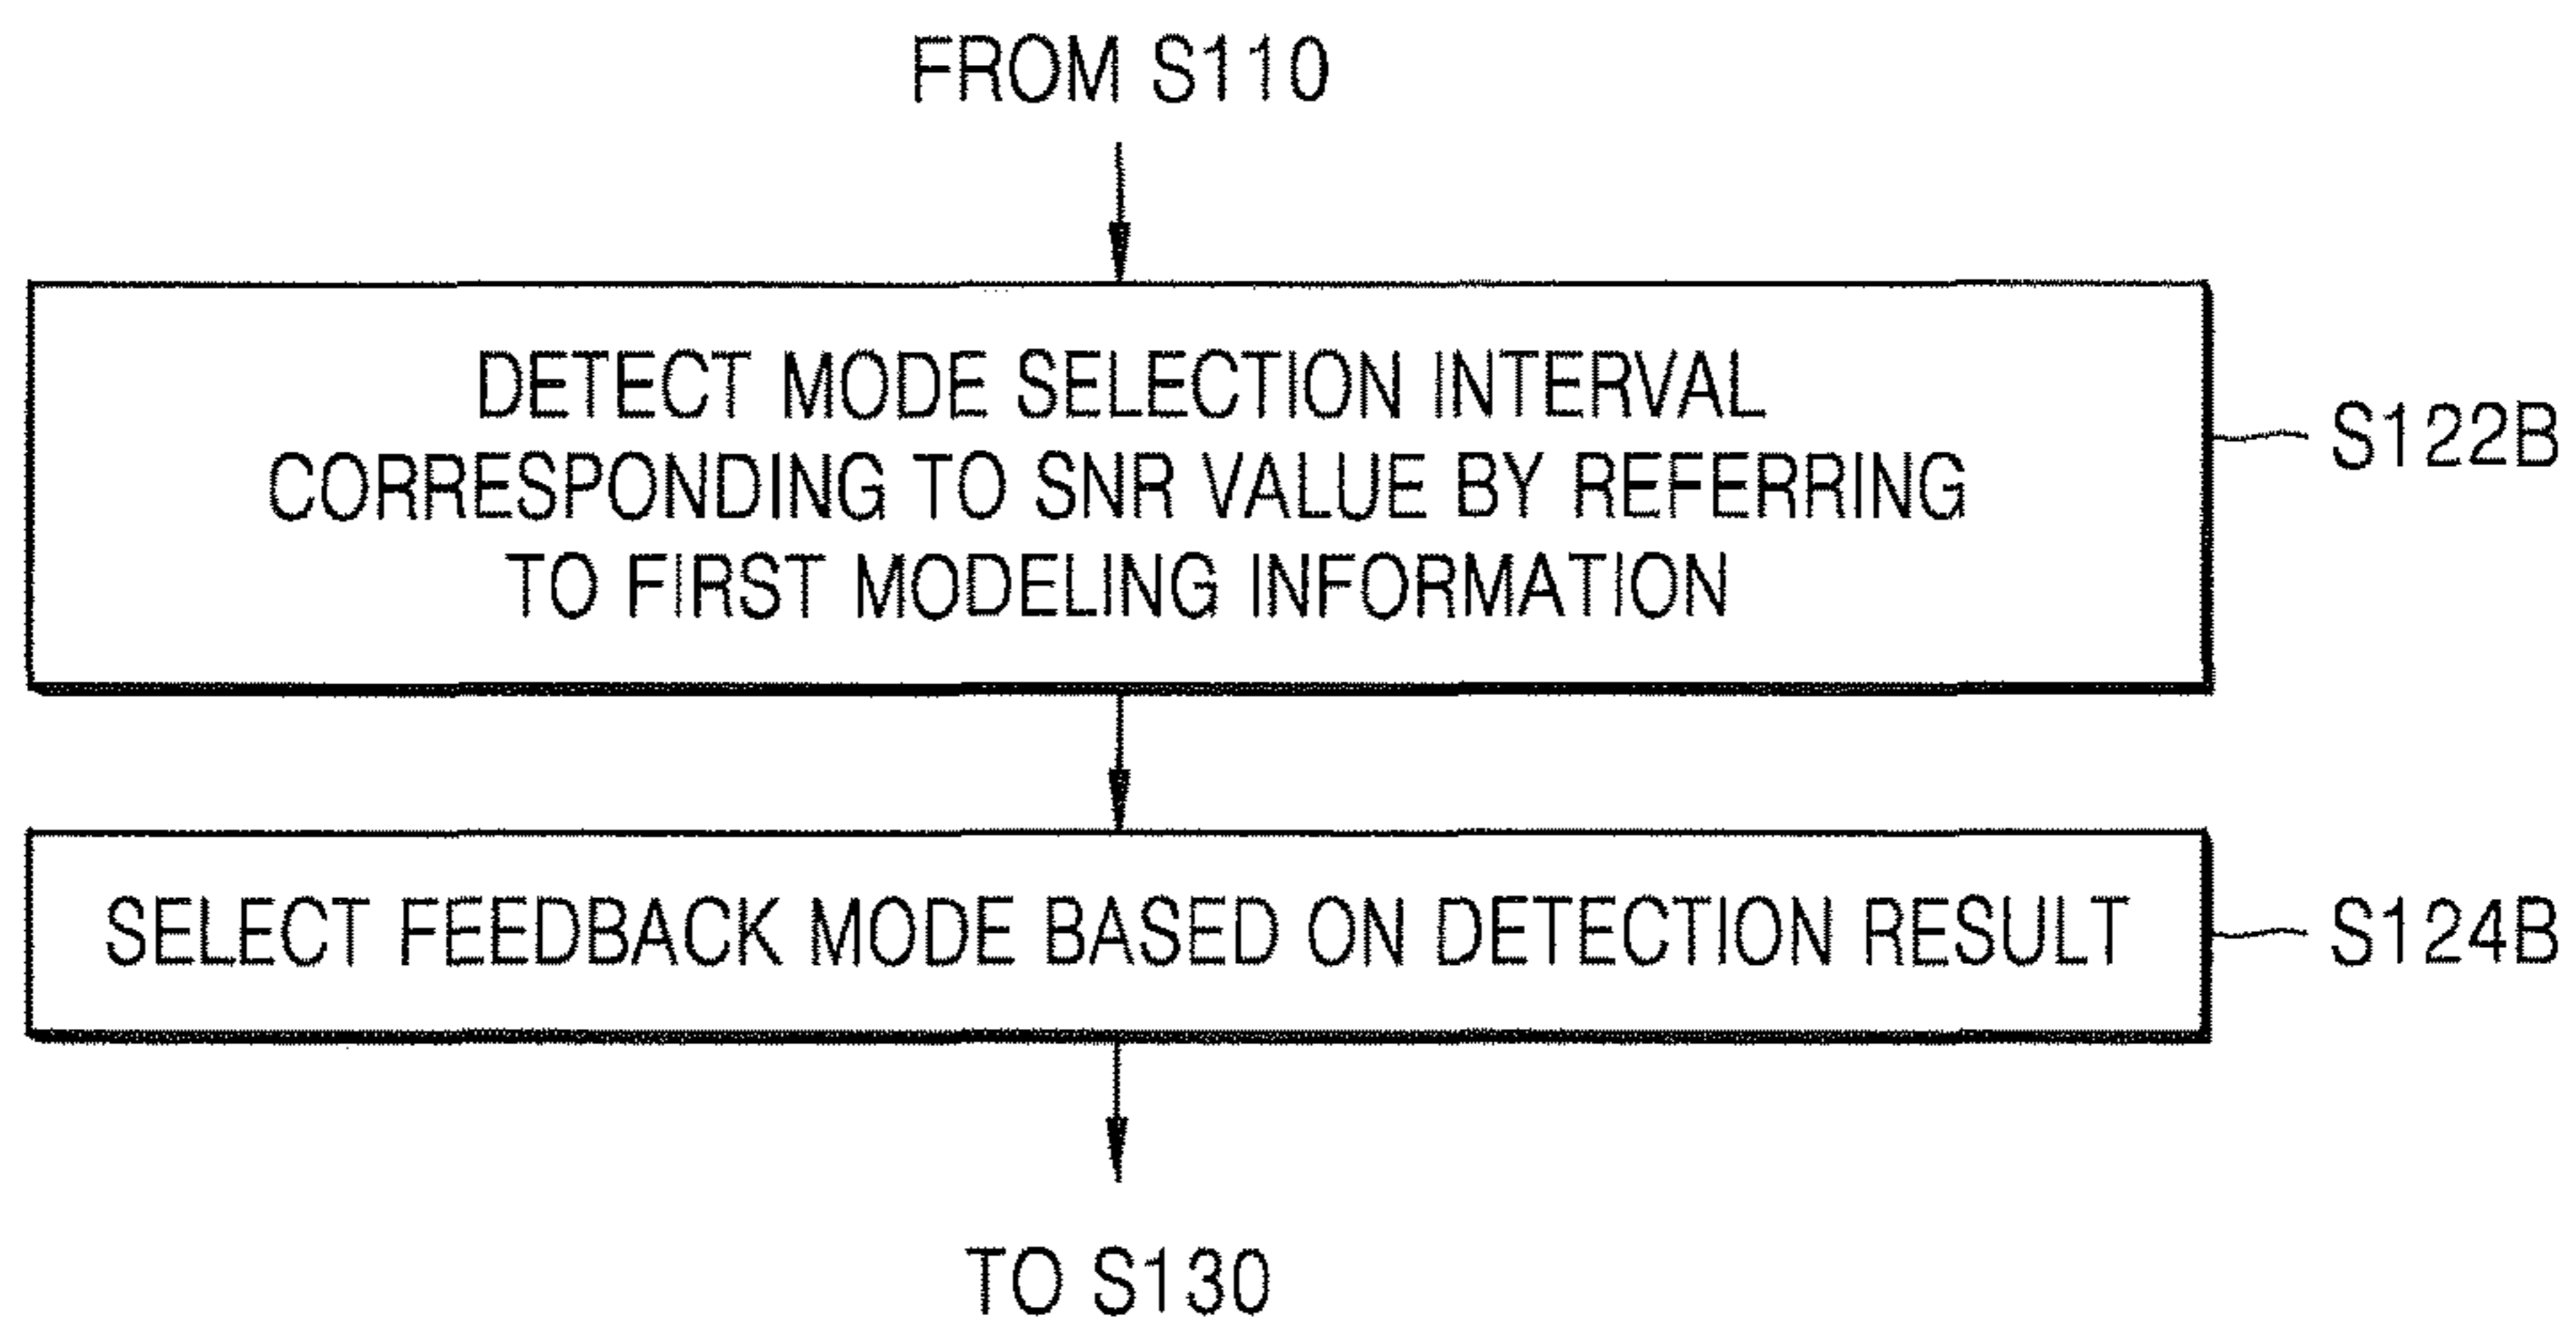 FROM S110
DETECT MODE SELECTION INTERVAL
CORRESPONDING TO SNR VALUE BY REFERRING
TO FIRST MODELING INFORMATION
S122B
SELECT FEEDBACK MODE BASED ON DETECTION RESULT
S124B
TO S130